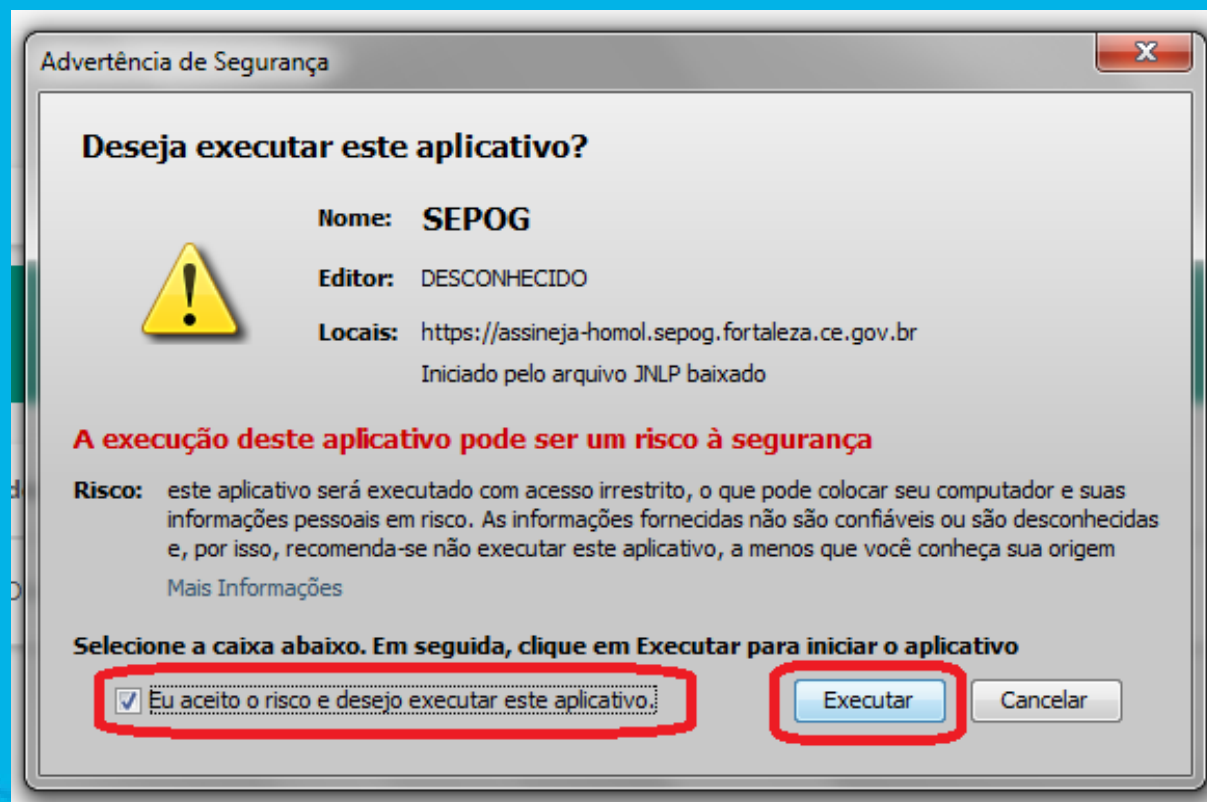 Advertência de Segurança
Deseja executar este aplicativo?
Nome: SEPOG
Editor: DESCONHECIDO
Locais: https://assineja-homol.sepog.fortaleza.ce.gov.br
Iniciado pelo arquivo JNLP baixado
A execução deste aplicativo pode ser um risco à segurança
Risco: este aplicativo será executado com acesso irrestrito, o que pode colocar seu computador e suas
informações pessoais em risco. As informações fornecidas não são confiáveis ou são desconhecidas
e, por isso, recomenda-se não executar este aplicativo, a menos que você conheça sua origem
Mais Informações
Selecione a caixa abaixo. Em seguida, clique em Executar para iniciar o aplicativo
Eu aceito o risco e desejo executar este aplicativo. Executar Cancelar